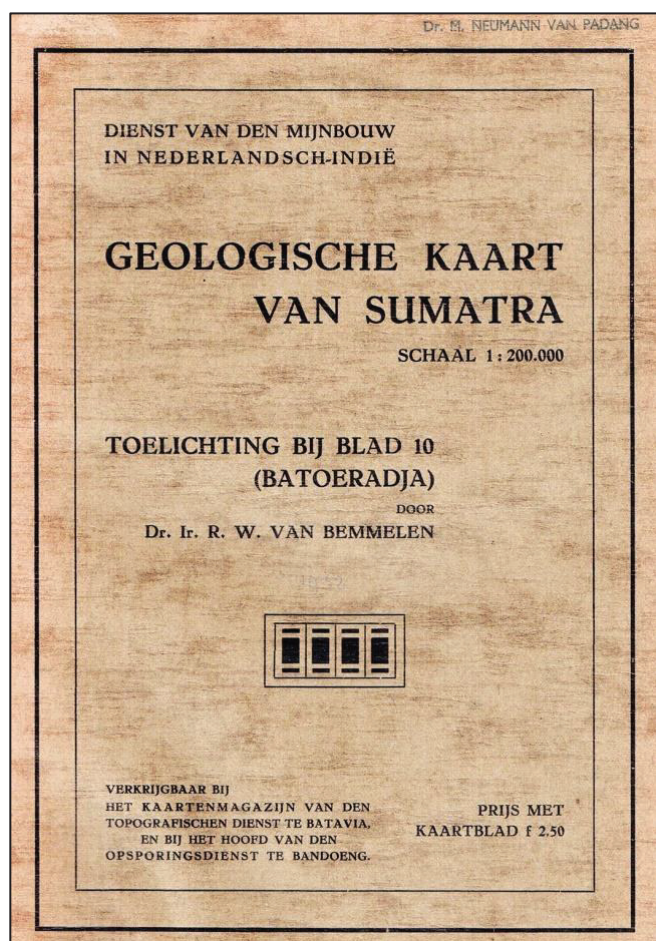 Dr. M. NEUMANN VAN PADANG
DIENST VAN DEN MIJNBOUW
IN NEDERLANDSCH-INDIË
GEOLOGISCHE KAART
VAN SUMATRA
SCHAAL 1 : 200.000
TOELICHTING BIJ BLAD 10
(BATOERADJA)
DOOR
Dr. Ir. R. W. VAN BEMMELEN
VERKRIJGBAAR BIJ
HET KAARTENMAGAZIJN VAN DEN
TOPOGRAFISCHEN DIENST TE BATAVIA,
EN BIJ HET HOOFD VAN DEN
OPSPORINGSDIENST TE BANDOENG.
PRIJS MET
KAARTBLAD f 2.50